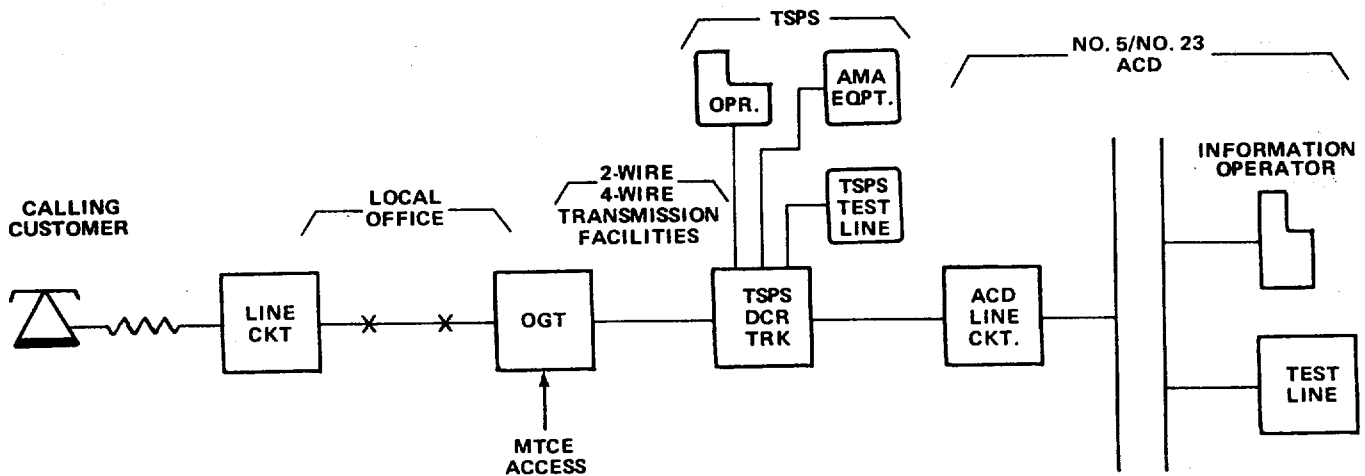 TSPS
NO. 5/NO. 23
ACD
OPR.
AMA
EQPT.
INFORMATION
OPERATOR
2-WIRE
4-WIRE
TRANSMISSION
FACILITIES
TSPS
TEST
LINE
LOCAL
OFFICE
CALLING
CUSTOMER
LINE
CKT
OGT
TSPS
DCR
TRK
ACD
LINE
CKT.
TEST
LINE
MTCE
ACCESS